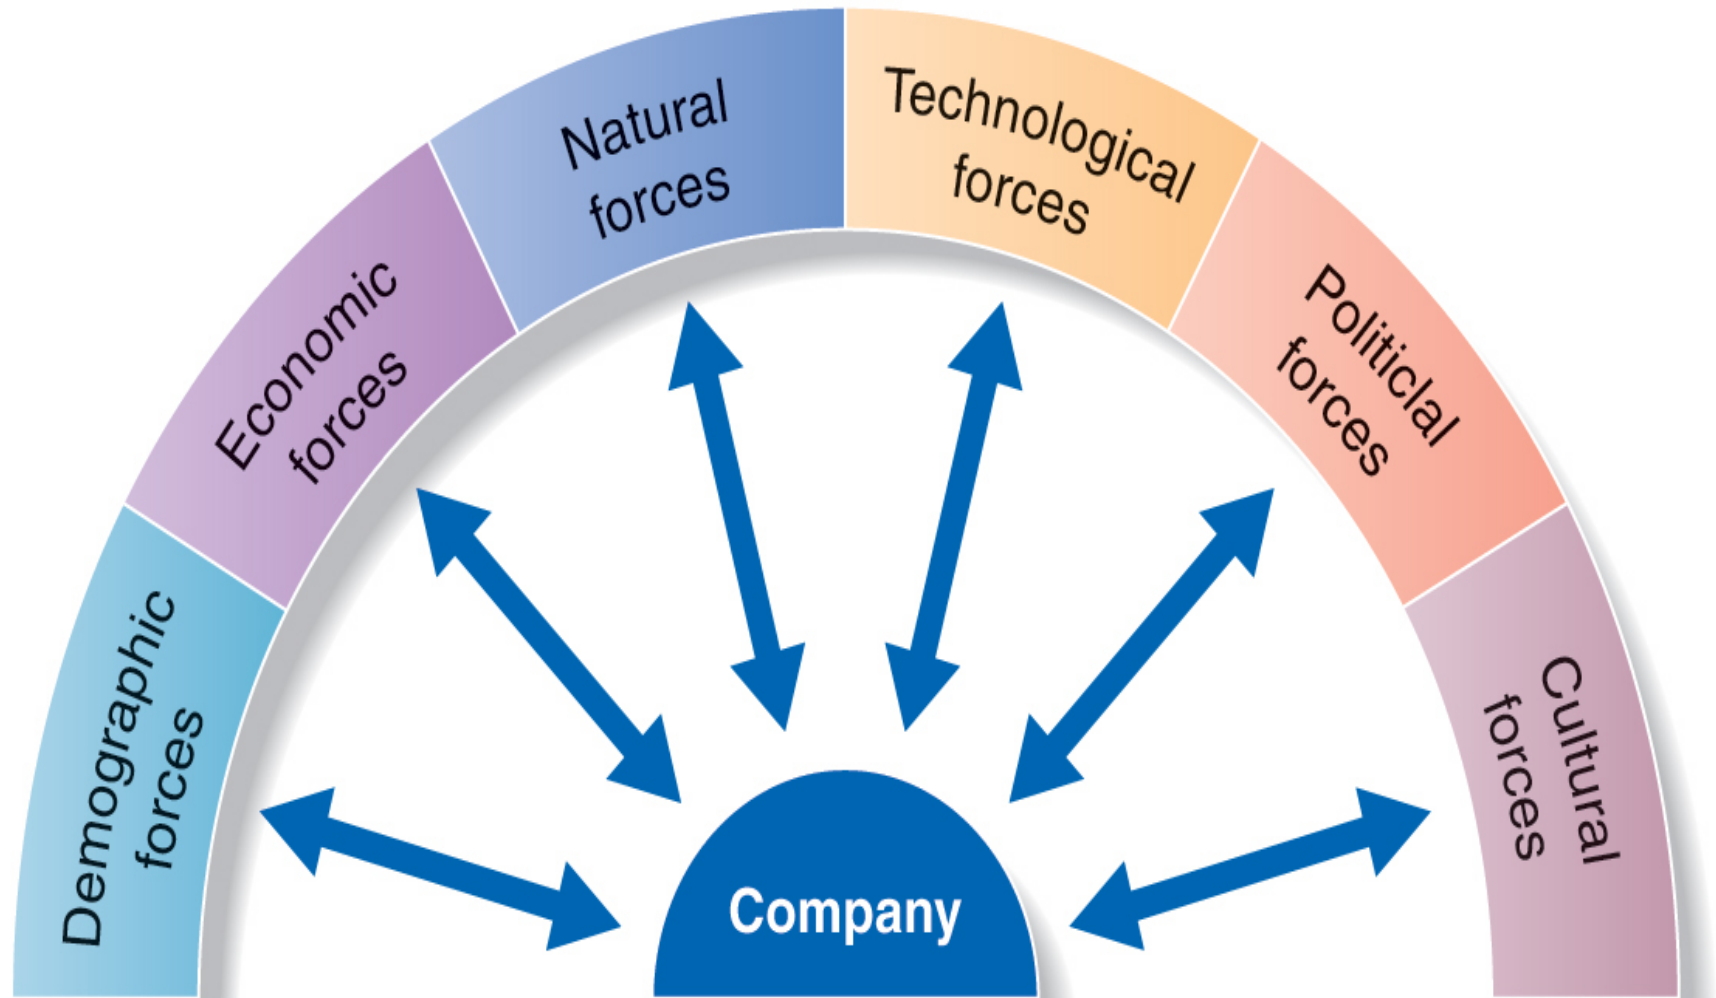 Demographic
forces
Economic
forces
Natural
forces
Technological
forces
Politiclal
forces
Cultural
forces
Company